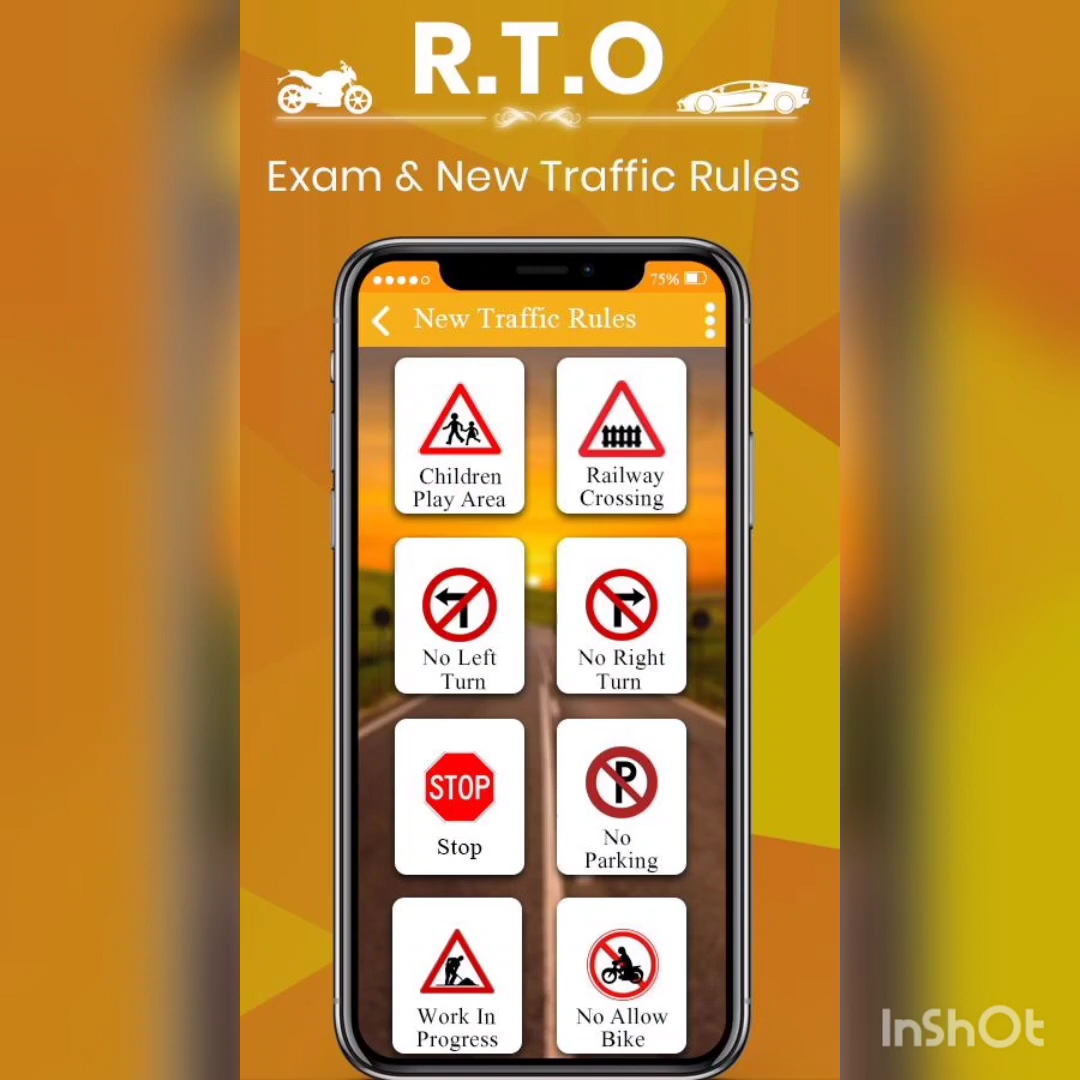 R.T.O
Exam & New Traffic Rules
75%
New Traffic Rules
Children
Play Area
Railway
Crossing
No Left
Turn
No Right
Turn
STOP
Stop
P
No
Parking
Work In
Progress
No Allow
Bike
InShOt